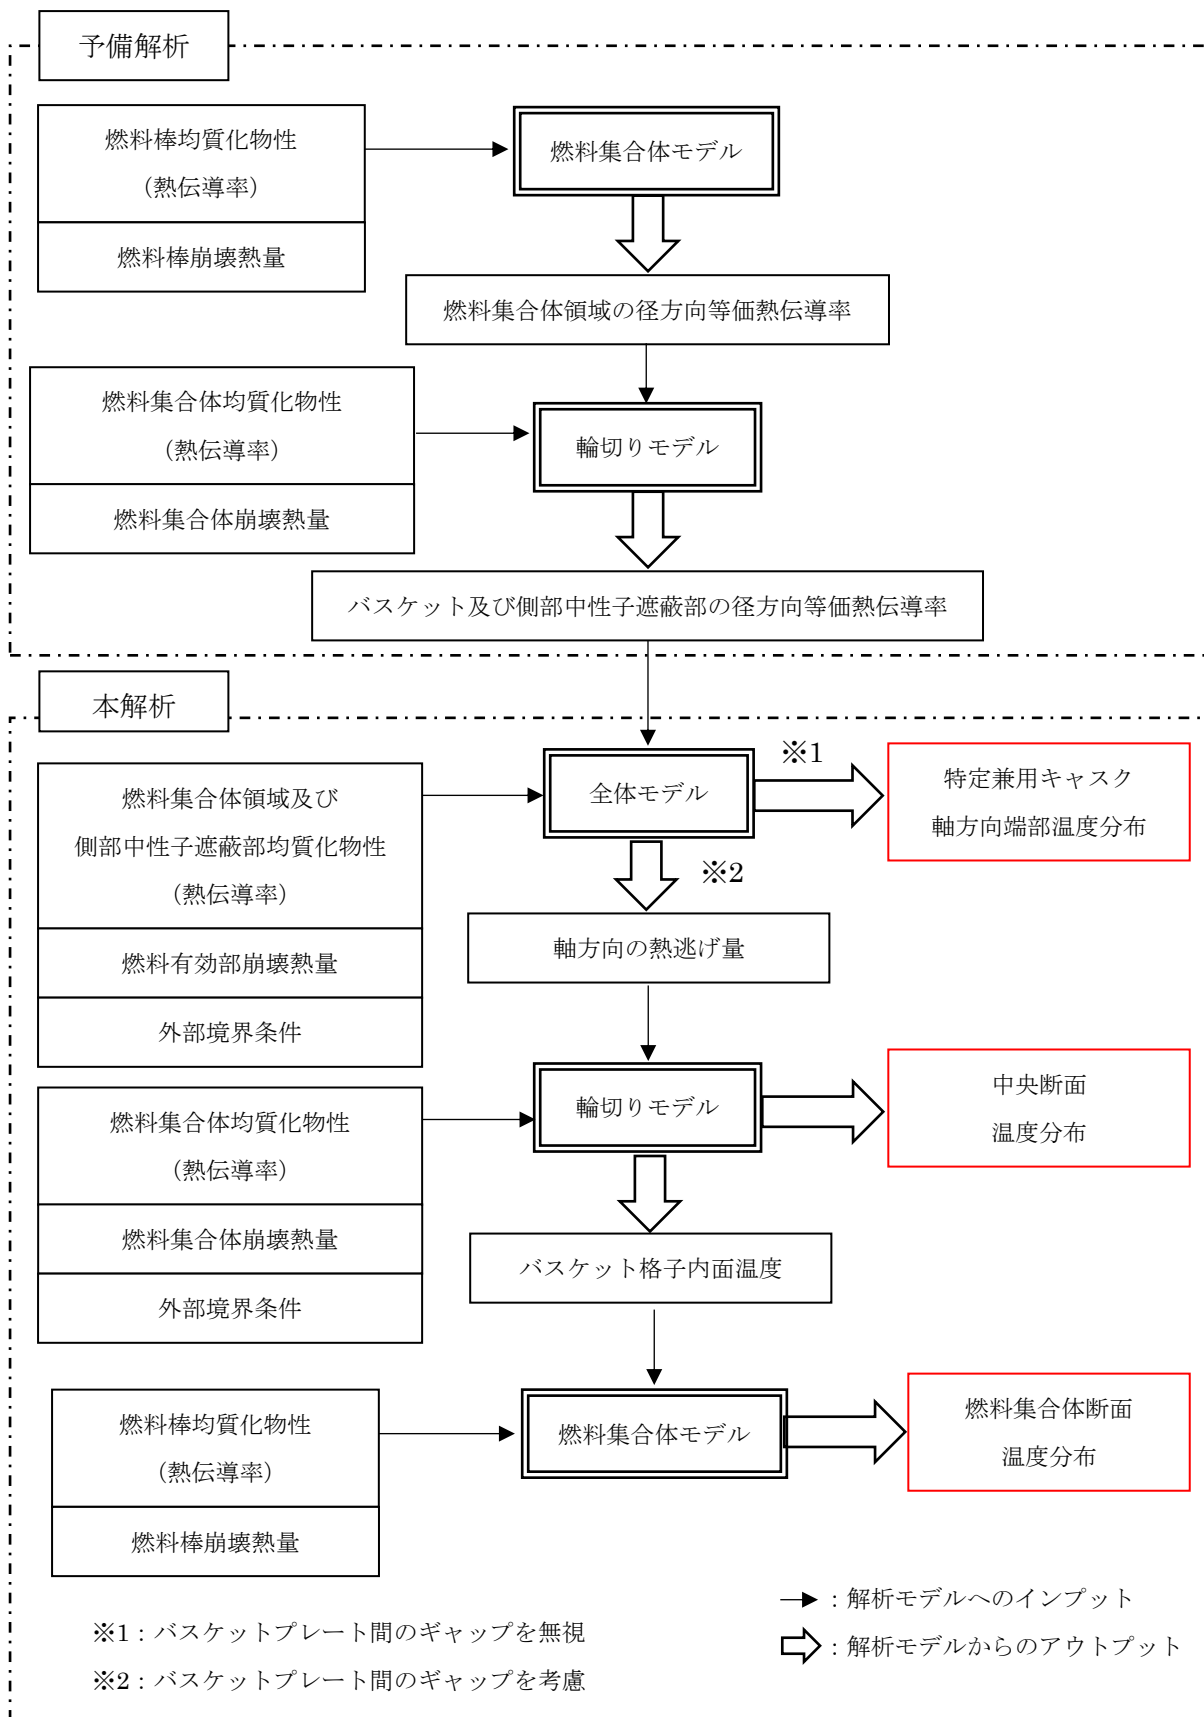 予備解析
燃料棒均質化物性
（熱伝導率）
燃料棒崩壊熱量
燃料集合体モデル
燃料集合体領域の径方向等価熱伝導率
燃料集合体均質化物性
（熱伝導率）
燃料集合体崩壊熱量
輪切りモデル
バスケット及び側部中性子遮蔽部の径方向等価熱伝導率
本解析
燃料集合体領域及び
側部中性子遮蔽部均質化物性
（熱伝導率）
燃料有効部崩壊熱量
外部境界条件
全体モデル
※1
特定兼用キャスク
軸方向端部温度分布
※2
軸方向の熱逃げ量
燃料集合体均質化物性
（熱伝導率）
燃料集合体崩壊熱量
外部境界条件
輪切りモデル
中央断面
温度分布
バスケット格子内面温度
燃料棒均質化物性
（熱伝導率）
燃料棒崩壊熱量
燃料集合体モデル
燃料集合体断面
温度分布
※1：バスケットプレート間のギャップを無視
※2：バスケットプレート間のギャップを考慮
：解析モデルへのインプット
：解析モデルからのアウトプット